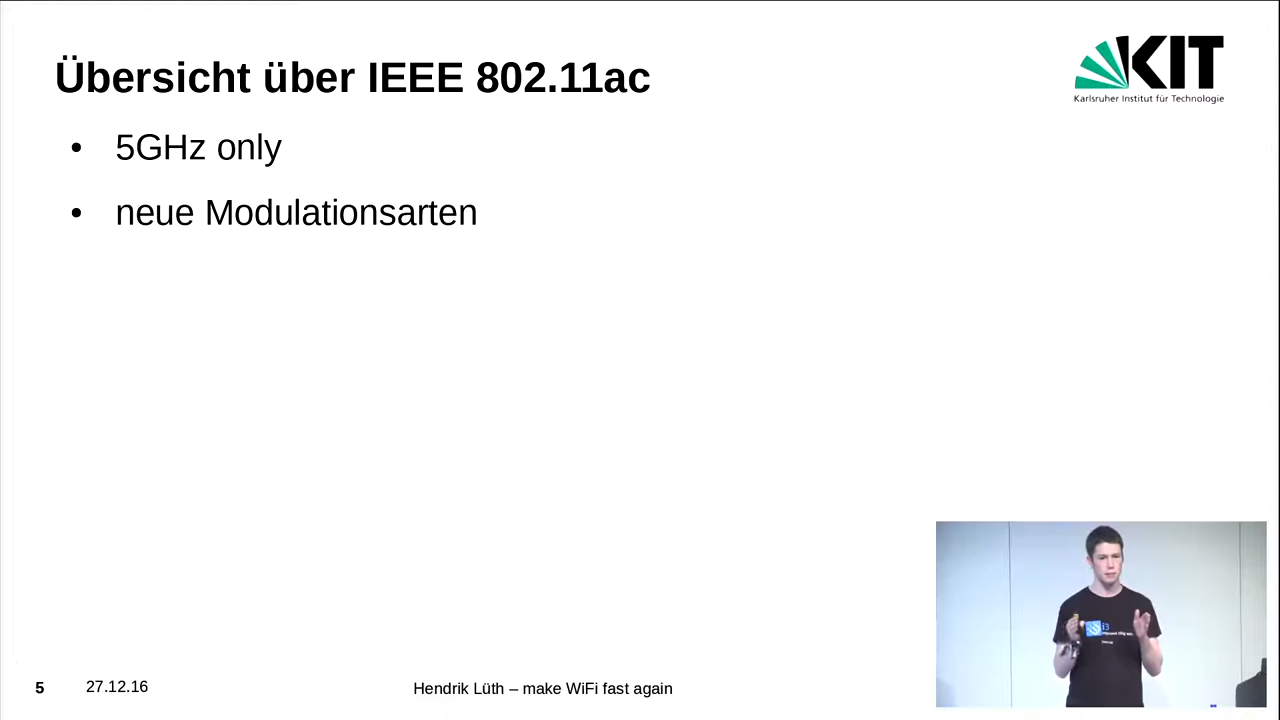 Übersicht über IEEE 802.11ac
KIT
Karlsruher Institut für Technologie
• 5GHz only
• neue Modulationsarten
i3
5
27.12.16
Hendrik Lüth – make WiFi fast again